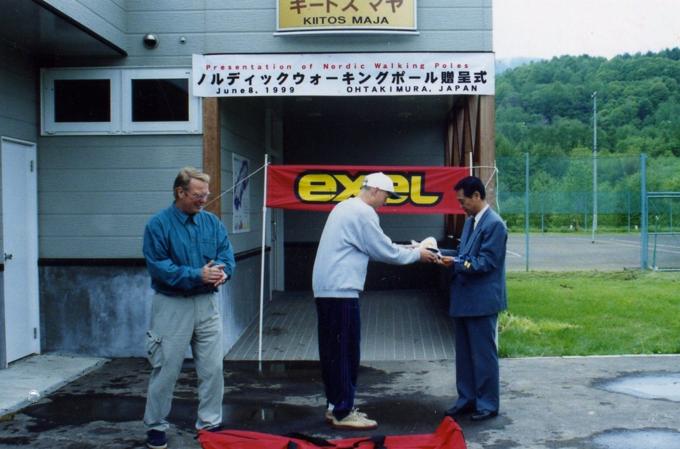 キートス マヤ
KIITOS MAJA
Presentation of Nordic Walking Poles
ノルディックウォーキングポール贈呈式
June8, 1999 OHTAKIMURA, JAPAN
exel